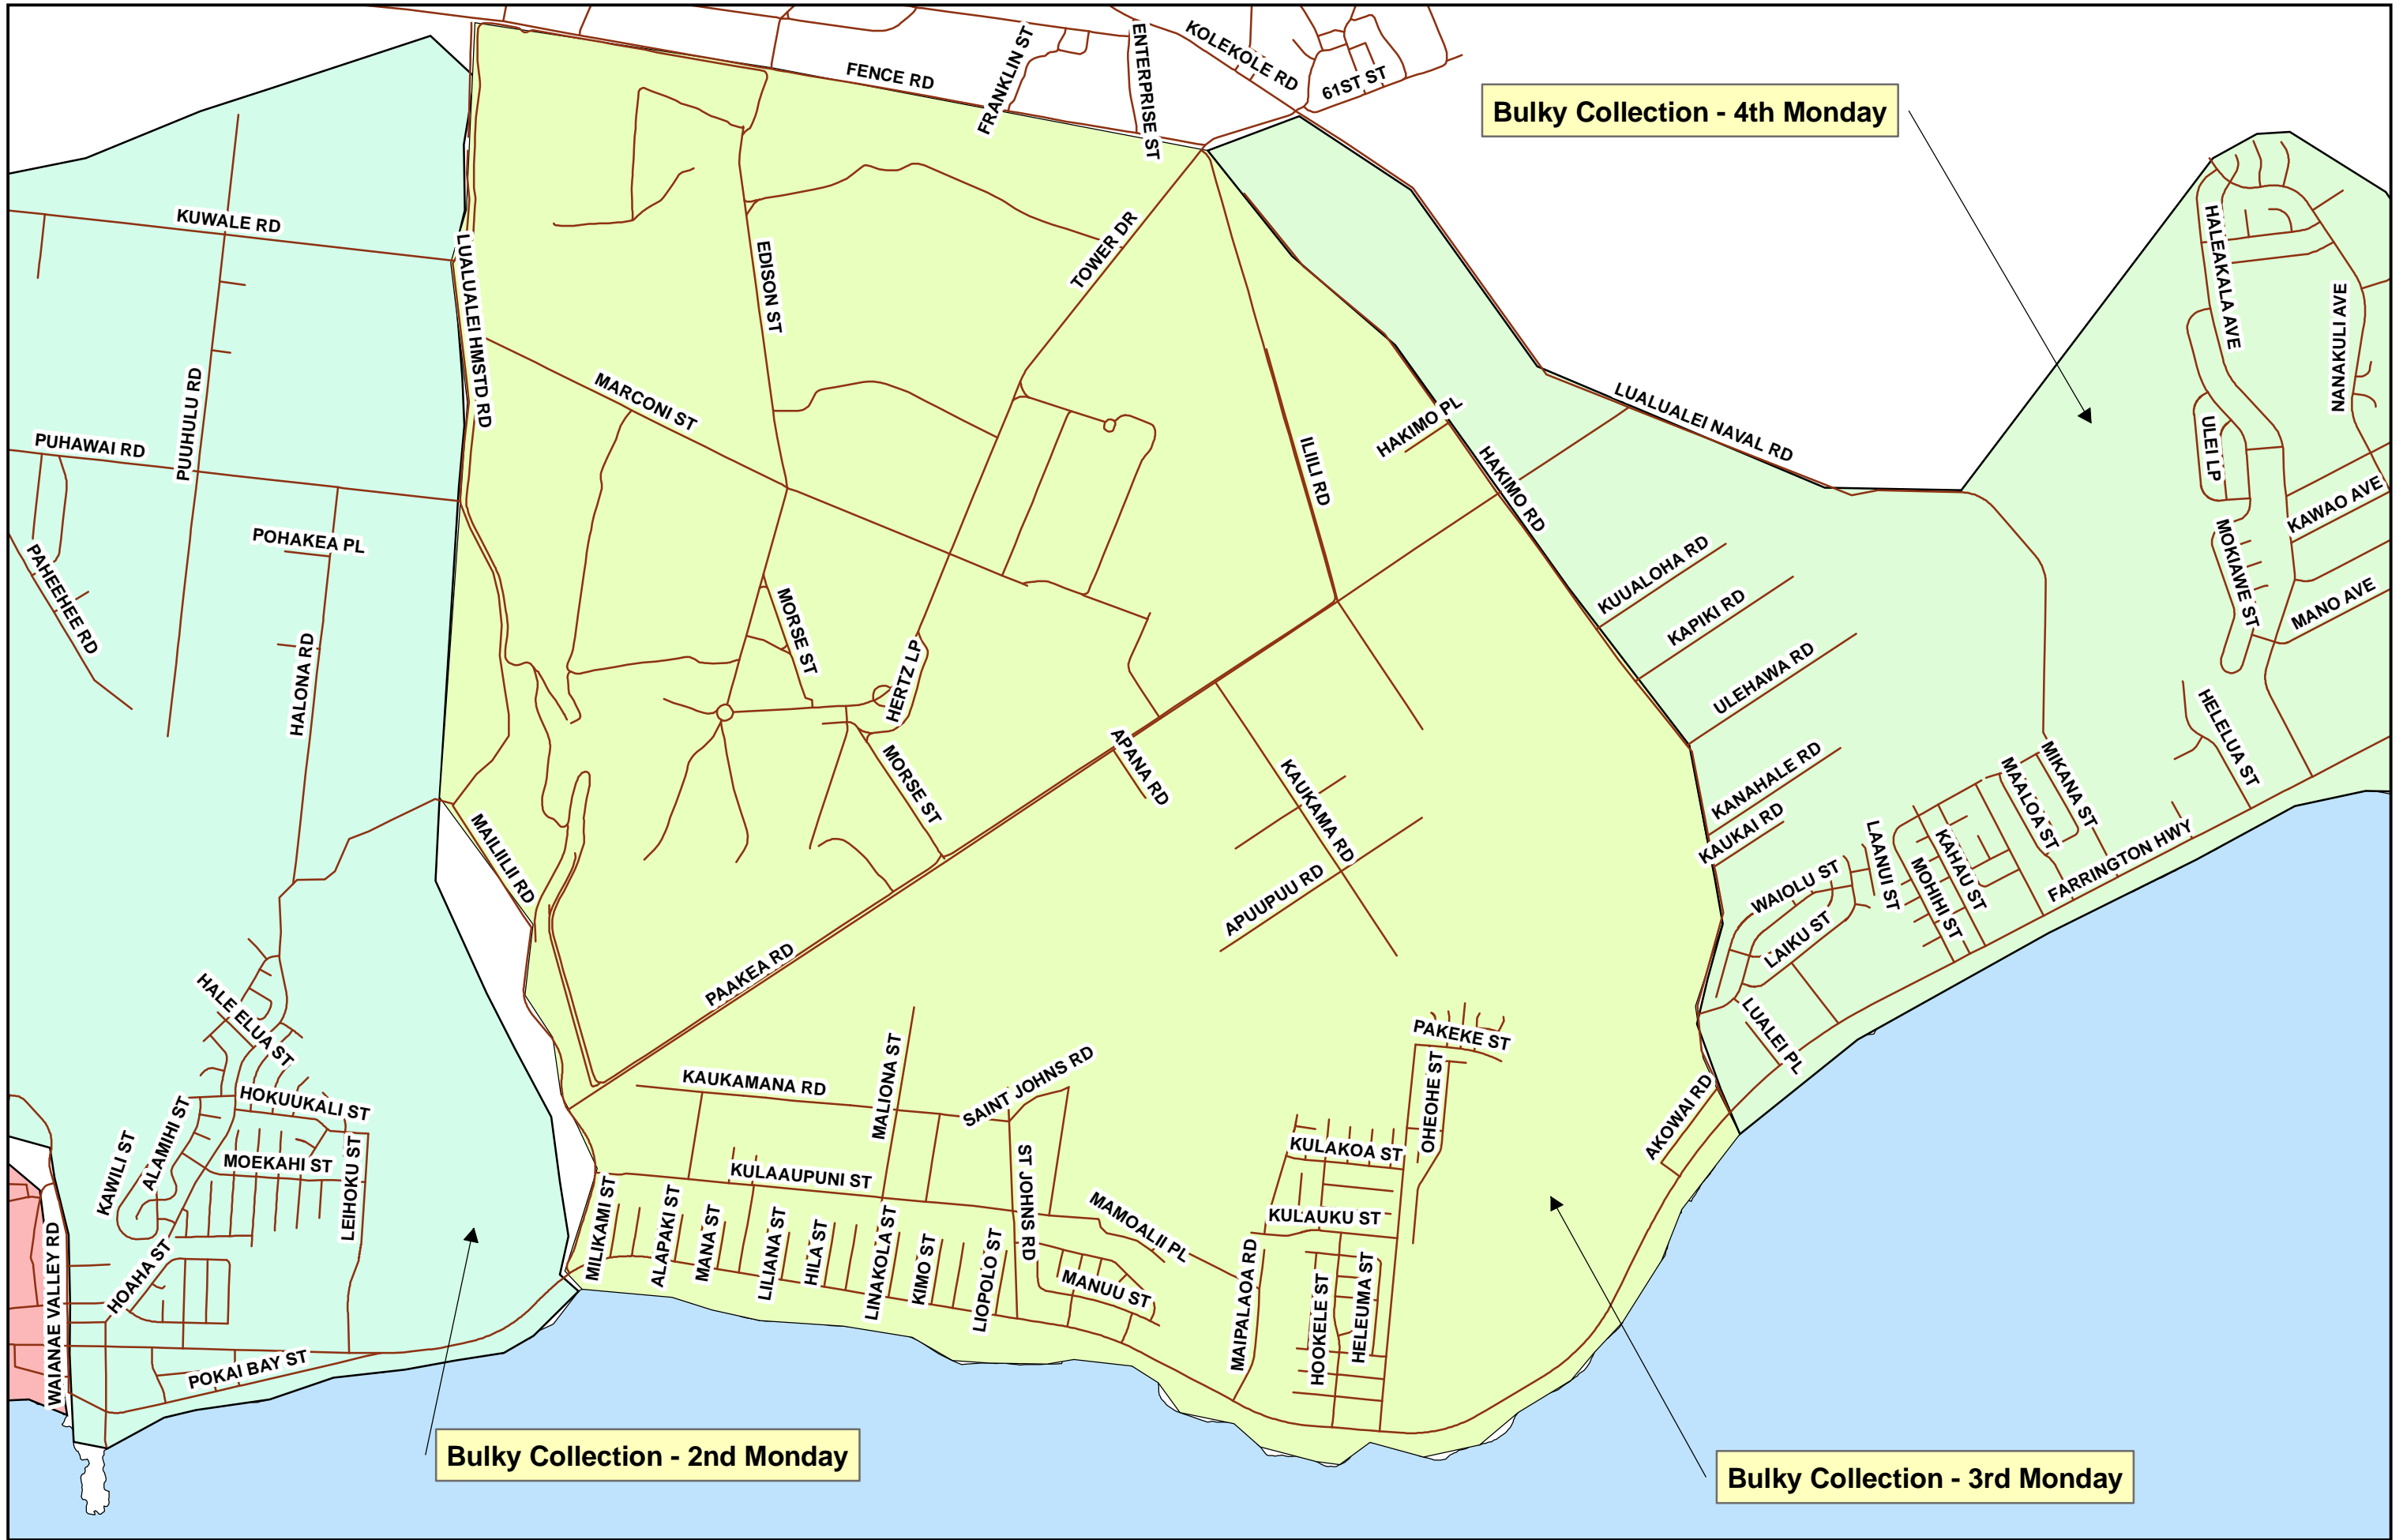 KOLEKOLE RD
FRANKLIN ST
ENTERPRISE ST
FENCE RD
61ST ST
Bulky Collection - 4th Monday
KUWALE RD
LUALUALEI HMSTD RD
EDISON ST
TOWER DR
HALEAKALA AVE
NANAKULI AVE
MARCONI ST
PUUHULU RD
PUHAWAI RD
HAKIMO PL
LUALUALEI NAVAL RD
ILIILI RD
HAKIMO RD
ULEI LP
KAWAO AVE
POHAKEA PL
PAHEEHEE RD
MOKIAWE ST
KUUALOHA RD
KAPIKI RD
MANO AVE
MORSE ST
HALONA RD
HERTZ LP
ULEHAWA RD
HELELUA ST
APANA RD
KAUKAMA RD
MORSE ST
KANAHALE RD
KAUKAI RD
MIKANA ST
MAALOA ST
MAILIILII RD
LAANUI ST
KAHAU ST
MOHIHI ST
FARRINGTON HWY
WAIOLU ST
LAIKU ST
APUUPUU RD
PAAKEA RD
HALE ELUA ST
LUALEI PL
PAKEKE ST
OHEOHE ST
KAUKAMANA RD
MALIONA ST
SAINT JOHNS RD
HOKUUKALI ST
ALAMIHI ST
KAWILI ST
MOEKAHI ST
LEIHOKU ST
AKOWAI RD
KULAKOA ST
KULAAUPUNI ST
ST JOHNS RD
MAMOALII PL
KULAUKU ST
MILIKAMI ST
ALAPAKI ST
MANA ST
LILIANA ST
HILA ST
LINAKOLA ST
KIMO ST
LIOPOLO ST
MANUU ST
MAIPALAOA RD
HOOKELE ST
HELEUMA ST
HOAHA ST
WAIANAE VALLEY RD
POKAI BAY ST
Bulky Collection - 2nd Monday
Bulky Collection - 3rd Monday